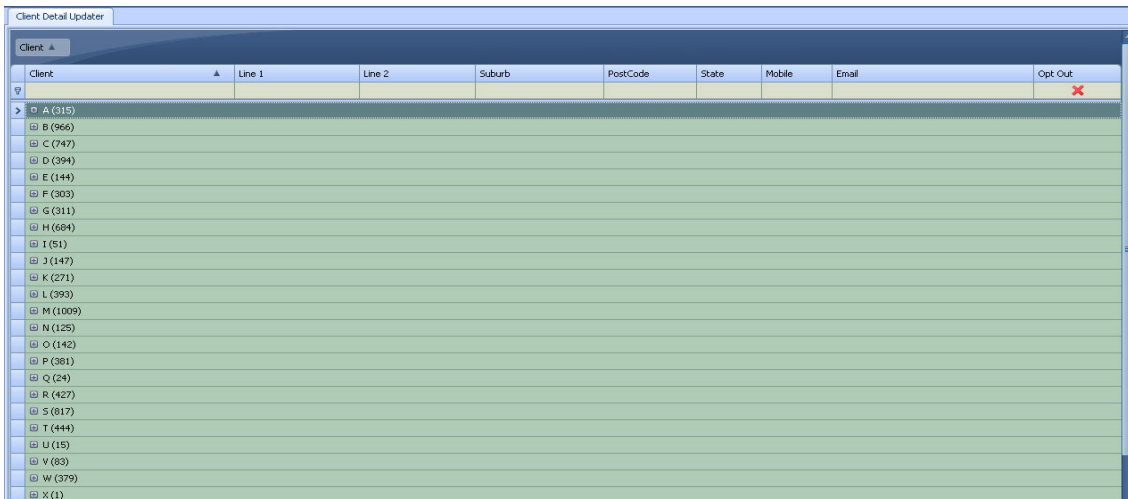 Client Detail Updater
Client
Client Line 1 Line 2 Suburb PostCode State Mobile Email Opt Out
A (315)
B (966)
C (747)
D (394)
E (144)
F (303)
G (311)
H (684)
I (51)
J (147)
K (271)
L (393)
M (1009)
N (125)
O (142)
P (381)
Q (24)
R (427)
S (817)
T (444)
U (15)
V (83)
W (379)
X (1)